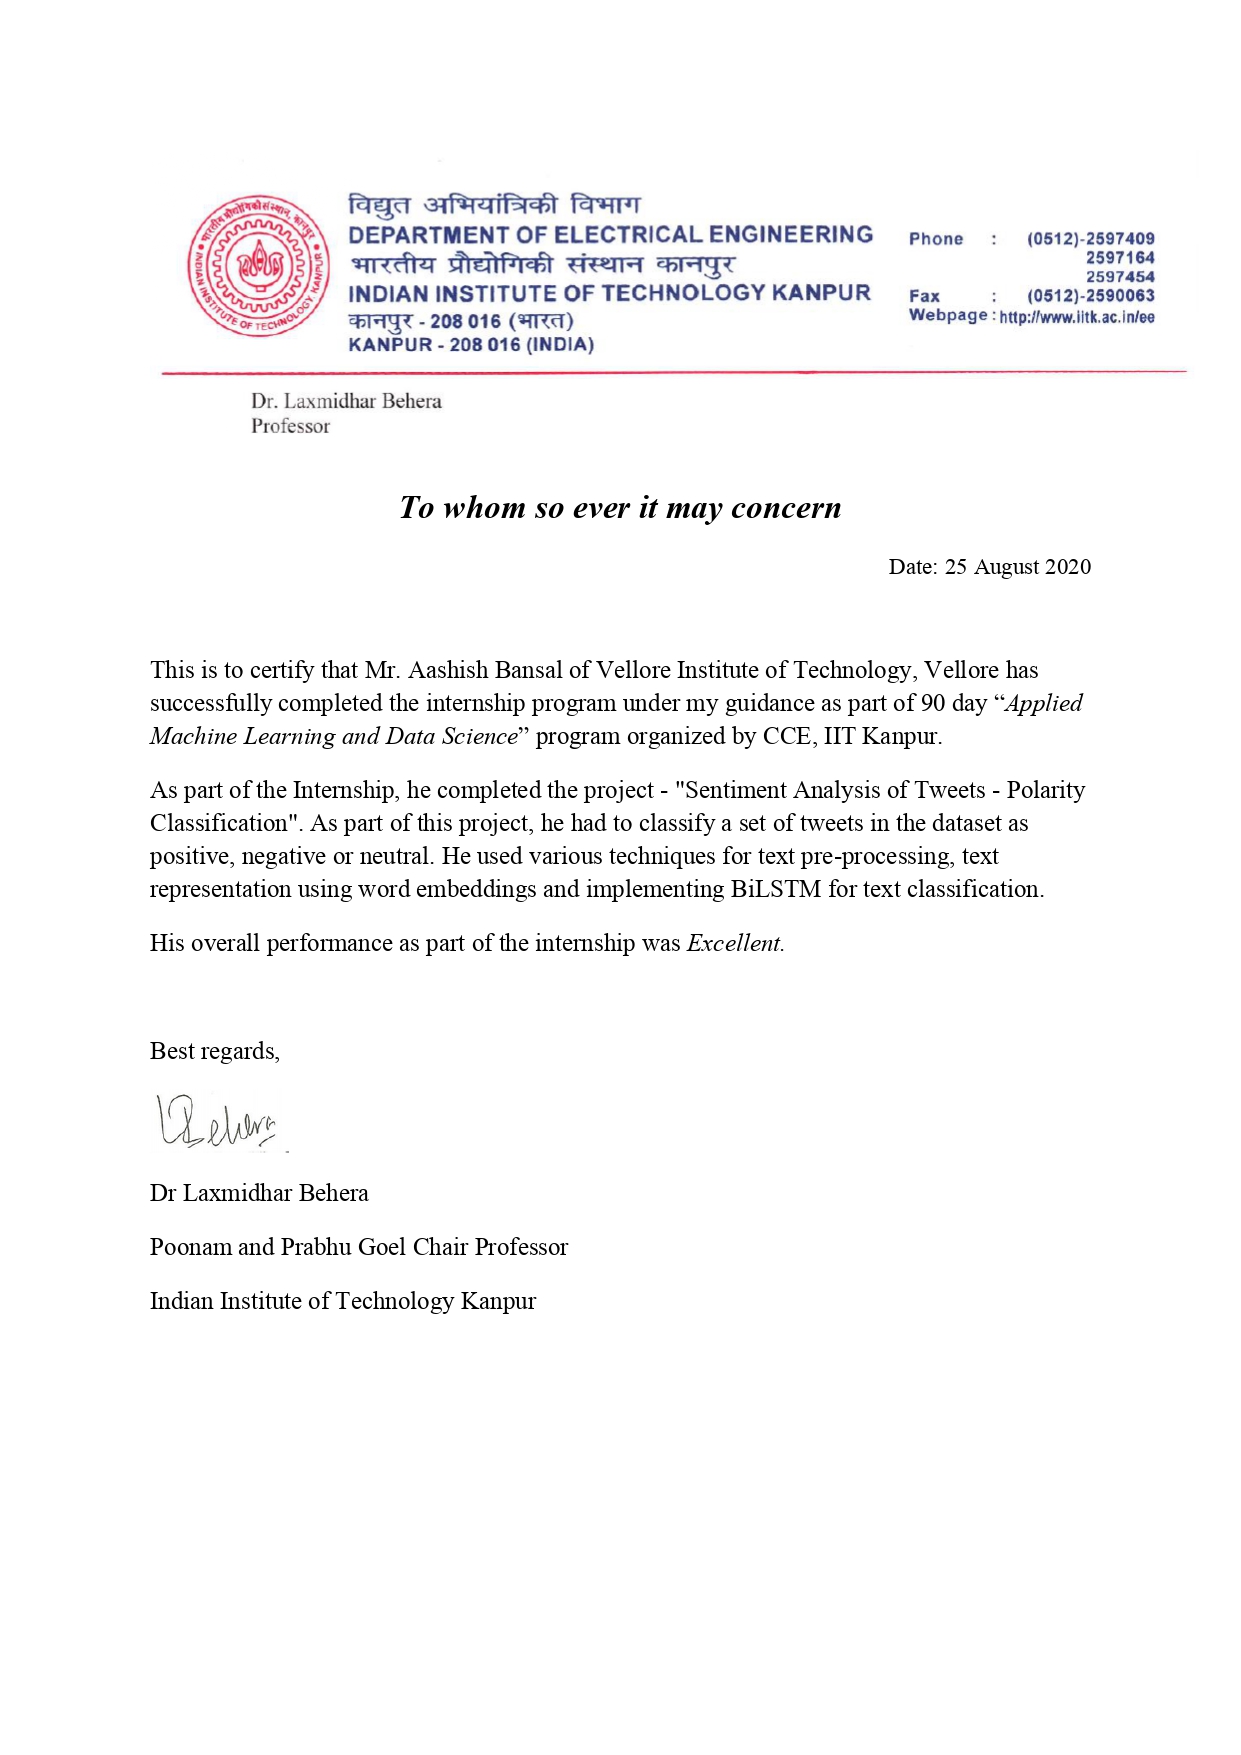 भारतीय प्रौद्योगिकी संस्थान, कानपुर
INDIAN INSTITUTE OF TECHNOLOGY, KANPUR
विद्युत अभियांत्रिकी विभाग
DEPARTMENT OF ELECTRICAL ENGINEERING
भारतीय प्रौद्योगिकी संस्थान कानपुर
INDIAN INSTITUTE OF TECHNOLOGY KANPUR
कानपुर - 208 016 (भारत)
KANPUR - 208 016 (INDIA)
Phone : (0512)-2597409
2597164
2597454
Fax : (0512)-2590063
Webpage : http://www.iitk.ac.in/ee
Dr. Laxmidhar Behera
Professor
To whom so ever it may concern
Date: 25 August 2020
This is to certify that Mr. Aashish Bansal of Vellore Institute of Technology, Vellore has
successfully completed the internship program under my guidance as part of 90 day “Applied
Machine Learning and Data Science” program organized by CCE, IIT Kanpur.
As part of the Internship, he completed the project - "Sentiment Analysis of Tweets - Polarity
Classification". As part of this project, he had to classify a set of tweets in the dataset as
positive, negative or neutral. He used various techniques for text pre-processing, text
representation using word embeddings and implementing BiLSTM for text classification.
His overall performance as part of the internship was Excellent.
Best regards,
LBehera
Dr Laxmidhar Behera
Poonam and Prabhu Goel Chair Professor
Indian Institute of Technology Kanpur